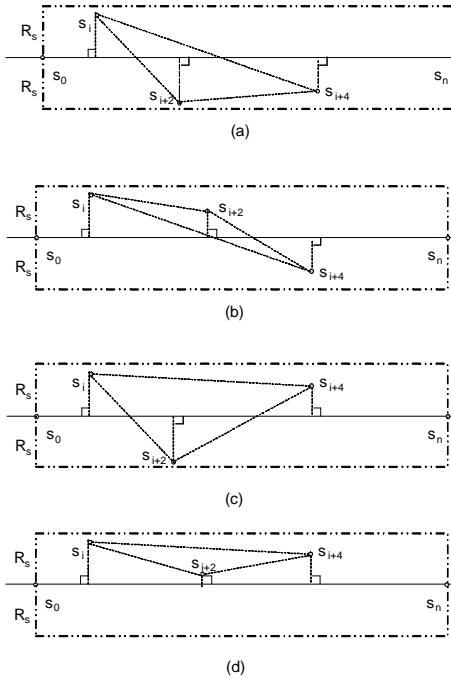 R_s
s_i
R_s
s_0
s_n
s_{i+2}
s_{i+4}
(a)
R_s
s_i
s_{i+2}
R_s
s_0
s_n
s_{i+4}
(b)
R_s
s_i
s_{i+4}
R_s
s_0
s_n
s_{i+2}
(c)
R_s
s_i
s_{i+2}
s_{i+4}
R_s
s_0
s_n
(d)